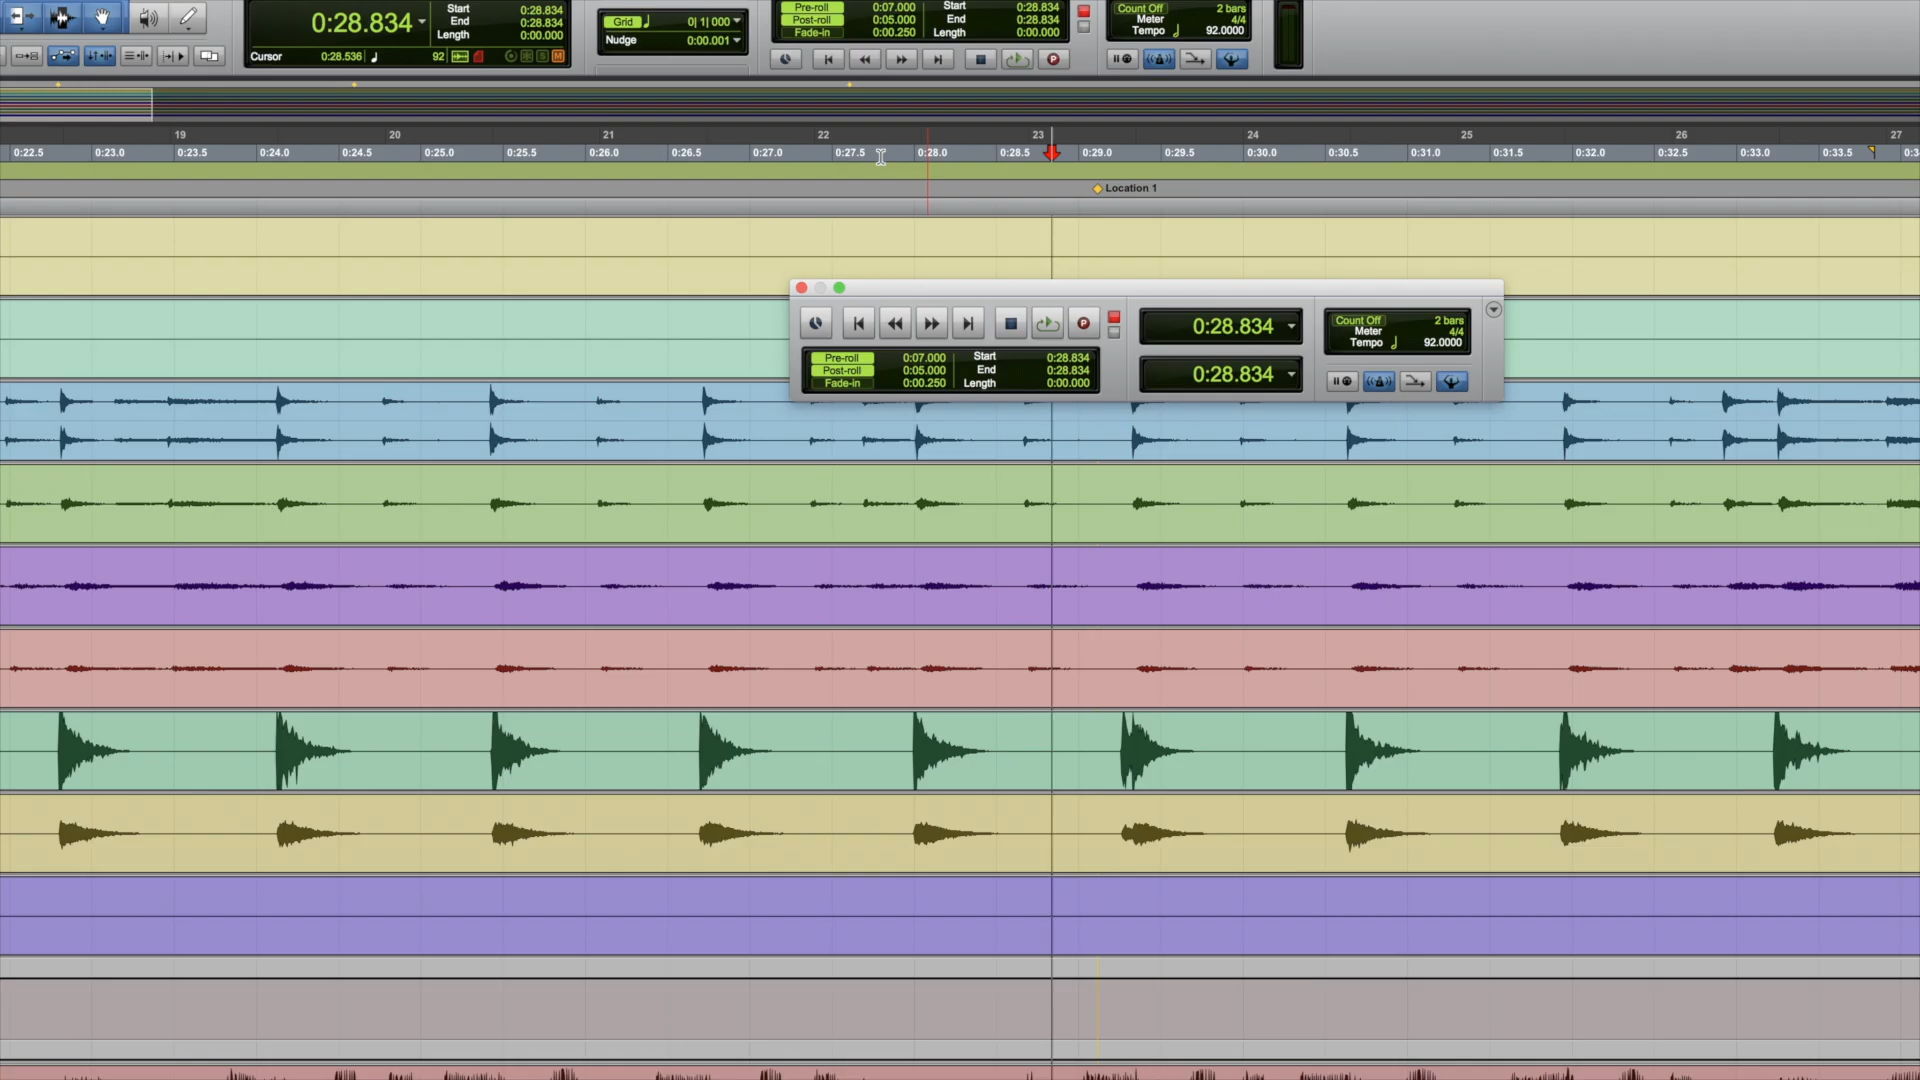 0:28.834
Start 0:28.834
End 0:28.834
Length 0:00.000
Cursor 0:28.536 92
Grid 0| 1| 000
Nudge 0:00.001
Pre-roll 0:07.000 Start 0:28.834
Post-roll 0:05.000 End 0:28.834
Fade-in 0:00.250 Length 0:00.000
Count Off 2 bars
Meter 4/4
Tempo 92.0000
19 20 21 22 23 24 25 26 27
0:22.5 0:23.0 0:23.5 0:24.0 0:24.5 0:25.0 0:25.5 0:26.0 0:26.5 0:27.0 0:27.5 0:28.0 0:28.5 0:29.0 0:29.5 0:30.0 0:30.5 0:31.0 0:31.5 0:32.0 0:32.5 0:33.0 0:33.5
Location 1
0:28.834
Count Off 2 bars
Meter 4/4
Tempo 92.0000
Pre-roll 0:07.000 Start 0:28.834
Post-roll 0:05.000 End 0:28.834
Fade-in 0:00.250 Length 0:00.000
0:28.834